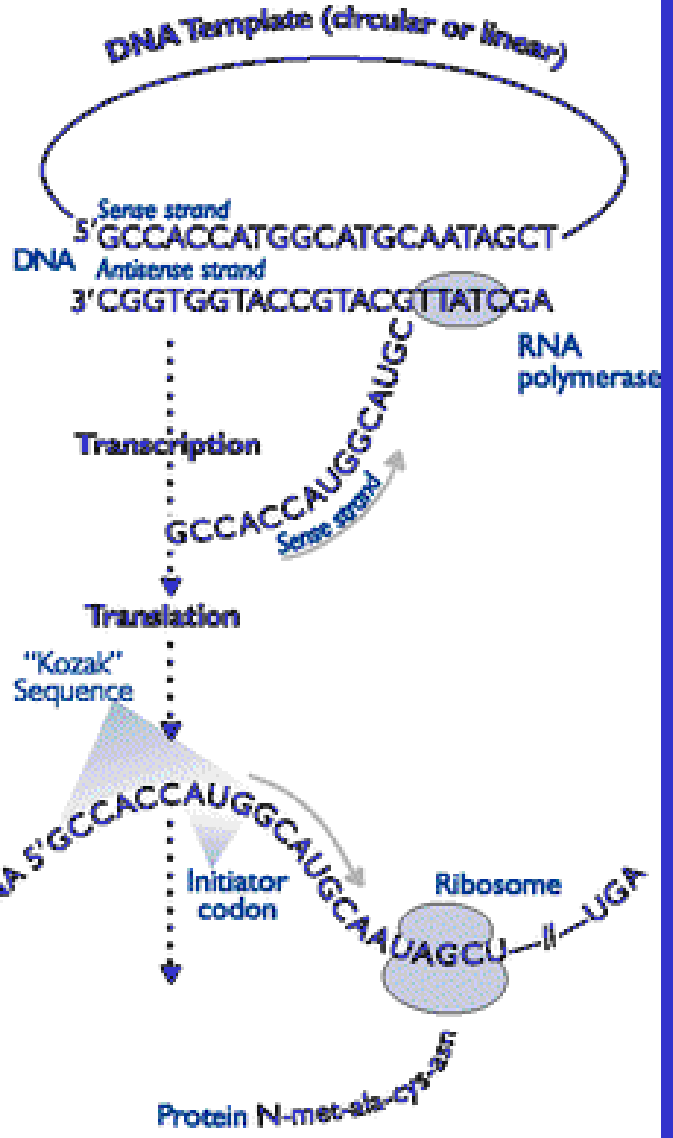 DNA Template (circular or linear)
Sense strand
5'GCCACCATGGCATGCAATAGCT
DNA
Antisense strand
3'CGGTGGTACCGTACGTTATCGA
RNA
polymerase
Transcription
GCCACCAUGGCAUGC
Sense strand
Translation
"Kozak"
Sequence
5'GCCACCAUGGCAUGCAAUAGCU—//—UGA
Initiator
codon
Ribosome
Protein N-met-ala-cys-asn